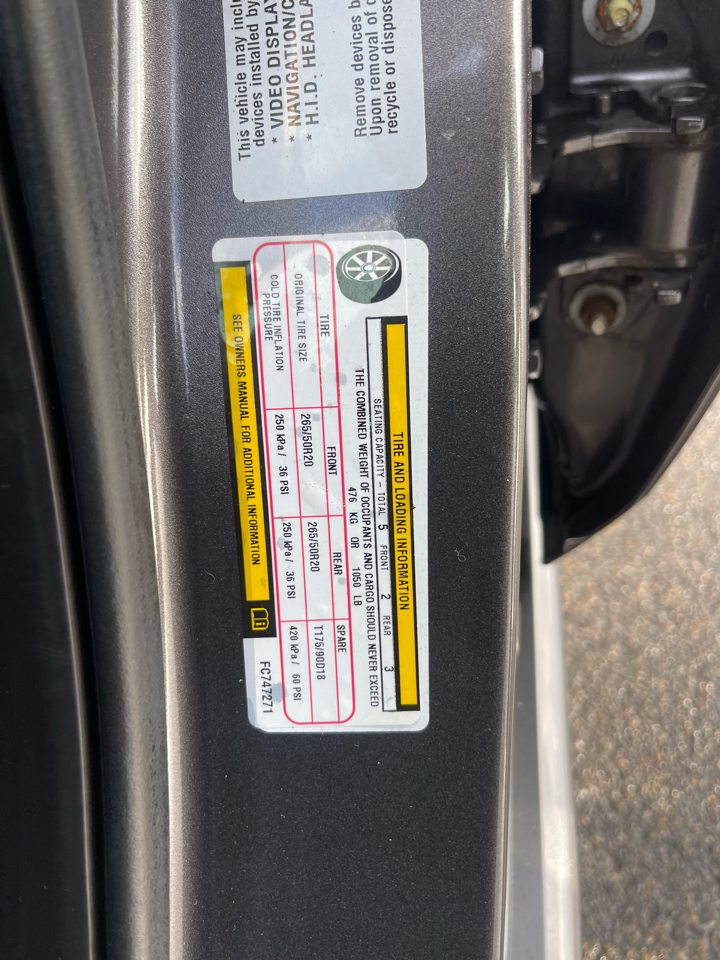 This vehicle may incl
devices installed by
* VIDEO DISPLA
* NAVIGATION/C
* H.I.D. HEADLA
Remove devices b
Upon removal of d
recycle or dispose
TIRE AND LOADING INFORMATION
SEATING CAPACITY - TOTAL 5 FRONT 2 REAR 3
THE COMBINED WEIGHT OF OCCUPANTS AND CARGO SHOULD NEVER EXCEED
476 KG OR 1050 LB
TIRE FRONT REAR SPARE
ORIGINAL TIRE SIZE 265/50R20 265/50R20 T175/90D18
COLD TIRE INFLATION
PRESSURE 250 kPa / 36 PSI 250 kPa / 36 PSI 420 kPa / 60 PSI
SEE OWNERS MANUAL FOR ADDITIONAL INFORMATION
FC747271